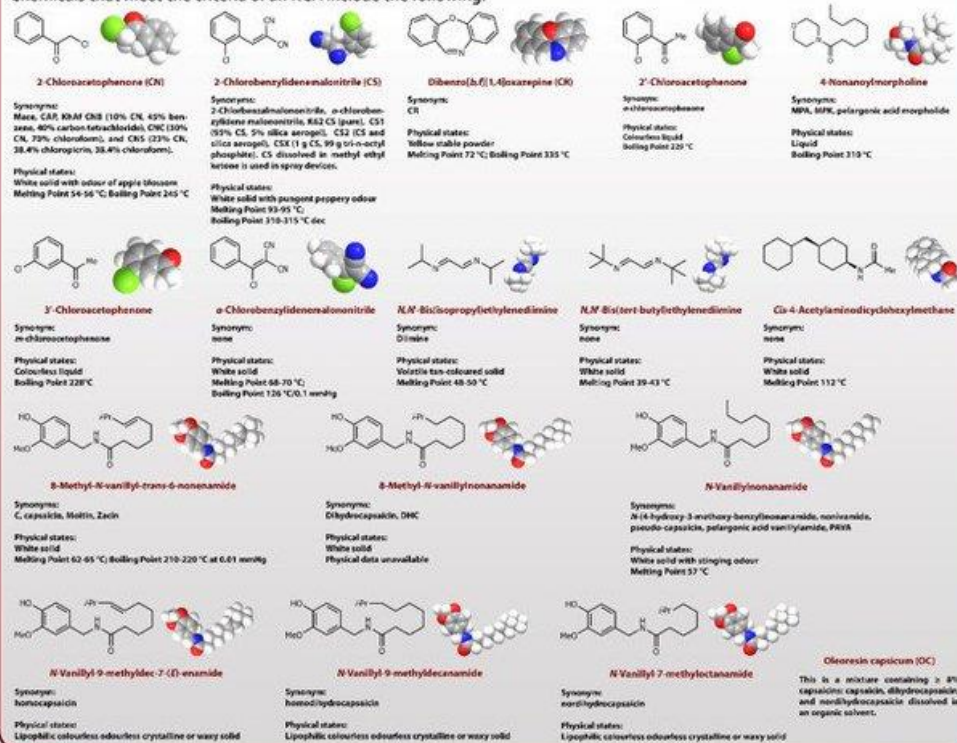 2-Chloroacetophenone (CN)
Synonyms:
Mace, CAP, KhAf CNB (10% CN, 45% benzene, 40% carbon tetrachloride), CNC (30% CN, 70% chloroform), and CNS (23% CN, 38.4% chloropicrin, 38.4% chloroform).
Physical states:
White solid with odour of apple blossom
Melting Point 54-56 °C; Boiling Point 245 °C
2-Chlorobenzylidenemalonitrile (CS)
Synonyms:
2-Chlorbenzalmalononitrile, o-chlorobenzylidene malononitrile, K62 CS (pure), CS1 (95% CS, 5% silica aerogel), CS2 (CS and silica aerogel), CSX (1 g CS, 99 g tri-n-octyl phosphite). CS dissolved in methyl ethyl ketone is used in spray devices.
Physical states:
White solid with pungent peppery odour
Melting Point 93-95 °C;
Boiling Point 310-315 °C dec
Dibenzo[b,f][1,4]oxazepine (CR)
Synonym:
CR
Physical states:
Yellow stable powder
Melting Point 72 °C; Boiling Point 335 °C
2'-Chloroacetophenone
Synonym:
o-chloroacetophenone
Physical states:
Colourless liquid
Boiling Point 229 °C
4-Nonanoylmorpholine
Synonyms:
MPA, MPK, pelargonic acid morpholide
Physical states:
Liquid
Boiling Point 310 °C
3'-Chloroacetophenone
Synonym:
m-chloroacetophenone
Physical states:
Colourless liquid
Boiling Point 228°C
α-Chlorobenzylidenemalononitrile
Synonym:
none
Physical states:
White solid
Melting Point 68-70 °C;
Boiling Point 126 °C/0.1 mmHg
N,N'-Bis(isopropyl)ethylenediimine
Synonym:
Diimine
Physical states:
Volatile tan-coloured solid
Melting Point 48-50 °C
N,N'-Bis(tert-butyl)ethylenediimine
Synonym:
none
Physical states:
White solid
Melting Point 39-43 °C
Cis-4-Acetylaminodicyclohexylmethane
Synonym:
none
Physical states:
White solid
Melting Point 112 °C
8-Methyl-N-vanillyl-trans-6-nonenamide
Synonyms:
C, capsaicin, Moitin, Zacin
Physical states:
White solid
Melting Point 62-65 °C; Boiling Point 210-220 °C at 0.01 mmHg
8-Methyl-N-vanillylnonanamide
Synonyms:
Dihydrocapsaicin, DHC
Physical states:
White solid
Physical data unavailable
N-Vanillylnonanamide
Synonyms:
N-(4-hydroxy-3-methoxy-benzyl)nonanamide, nonivamide,
pseudo-capsaicin, pelargonic acid vanillylamide, PAVA
Physical states:
White solid with stinging odour
Melting Point 57 °C
N-Vanillyl-9-methyldec-7-(E)-enamide
Synonym:
homocapsaicin
Physical states:
Lipophilic colourless odourless crystalline or waxy solid
N-Vanillyl-9-methyldecanamide
Synonym:
homodihydrocapsaicin
Physical states:
Lipophilic colourless odourless crystalline or waxy solid
N-Vanillyl-7-methyloctanamide
Synonym:
nordihydrocapsaicin
Physical states:
Lipophilic colourless odourless crystalline or waxy solid
Oleoresin capsicum (OC)
This is a mixture containing ≥ 8%
capsaicins: capsaicin, dihydrocapsaicin
and nordihydrocapsaicin dissolved in
an organic solvent.